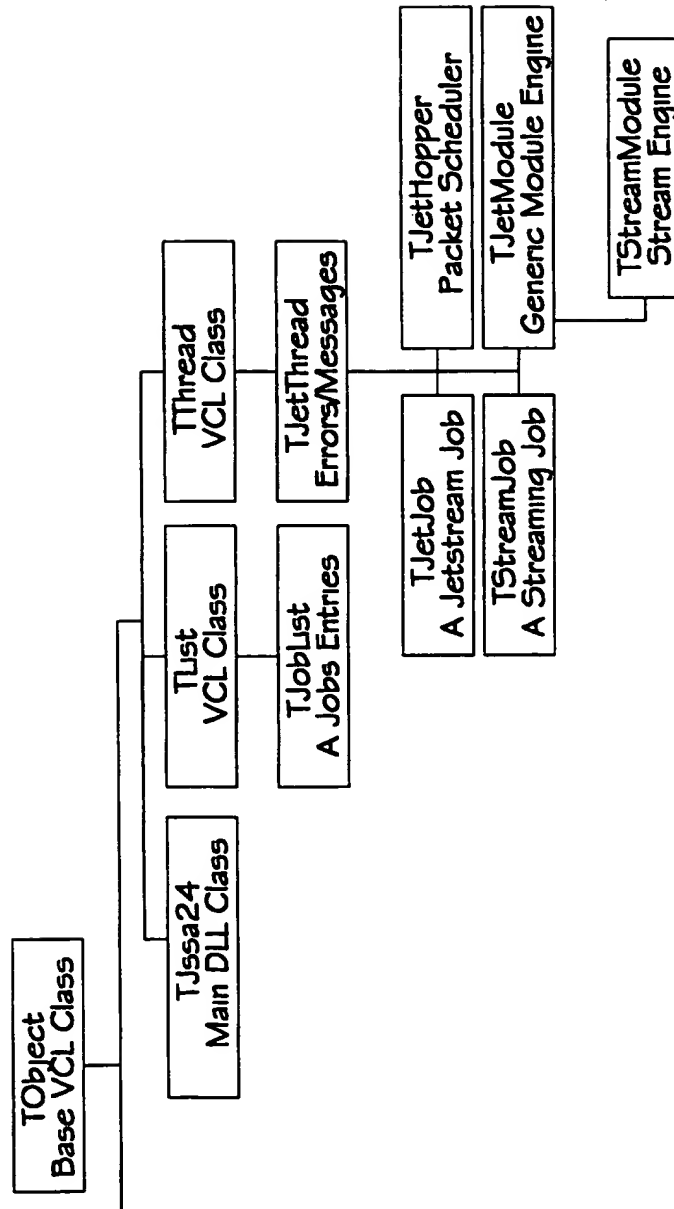 TObject
Base VCL Class
TJssa24
Main DLL Class
TList
VCL Class
TThread
VCL Class
TJobList
A Jobs Entries
TJetThread
Errors/Messages
TJetJob
A Jetstream Job
TJetHopper
Packet Scheduler
TStreamJob
A Streaming Job
TJetModule
Generic Module Engine
TStreamModule
Stream Engine